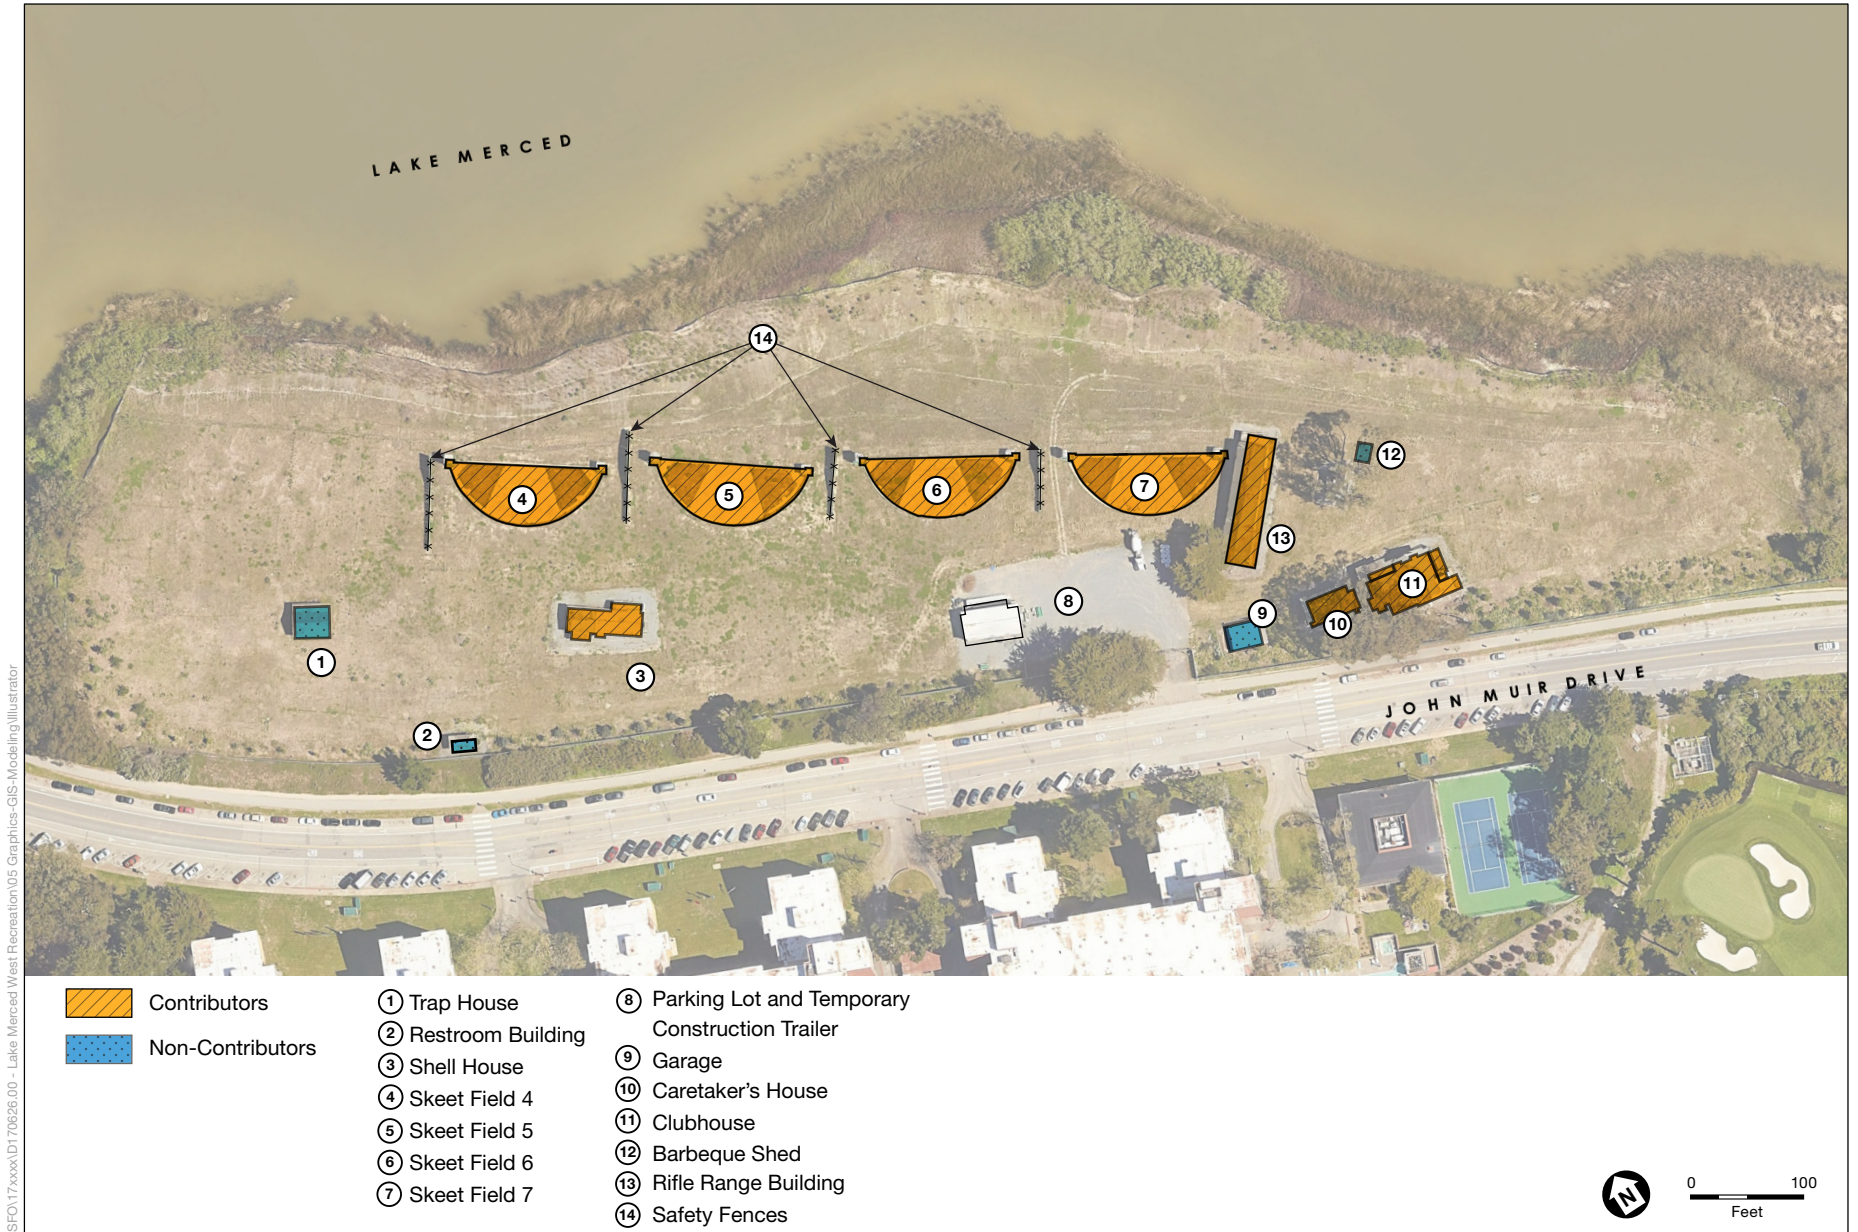 LAKE MERCED
14
12
4
5
6
7
13
11
8
9
10
1
3
2
JOHN MUIR DRIVE
SFO\17xxxx\D170626.00 - Lake Merced West Recreation\05 Graphics-GIS-Modeling\Illustrator
Contributors
Non-Contributors
1 Trap House
2 Restroom Building
3 Shell House
4 Skeet Field 4
5 Skeet Field 5
6 Skeet Field 6
7 Skeet Field 7
8 Parking Lot and Temporary
Construction Trailer
9 Garage
10 Caretaker's House
11 Clubhouse
12 Barbeque Shed
13 Rifle Range Building
14 Safety Fences
N
0 100
Feet